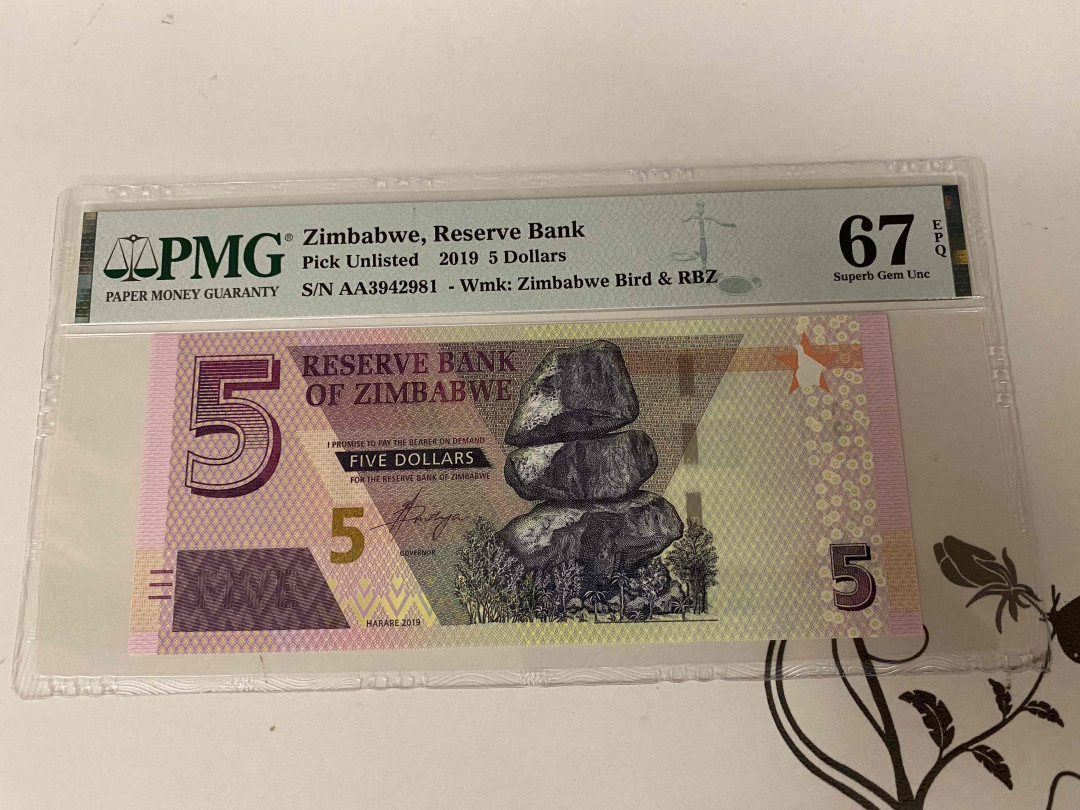 PMG®
PAPER MONEY GUARANTY
Zimbabwe, Reserve Bank
Pick Unlisted 2019 5 Dollars
S/N AA3942981 - Wmk: Zimbabwe Bird & RBZ
67
EPQ
Superb Gem Unc
5
RESERVE BANK
OF ZIMBABWE
I PROMISE TO PAY THE BEARER ON DEMAND
FIVE DOLLARS
FOR THE RESERVE BANK OF ZIMBABWE
5
GOVERNOR
HARARE 2019
5